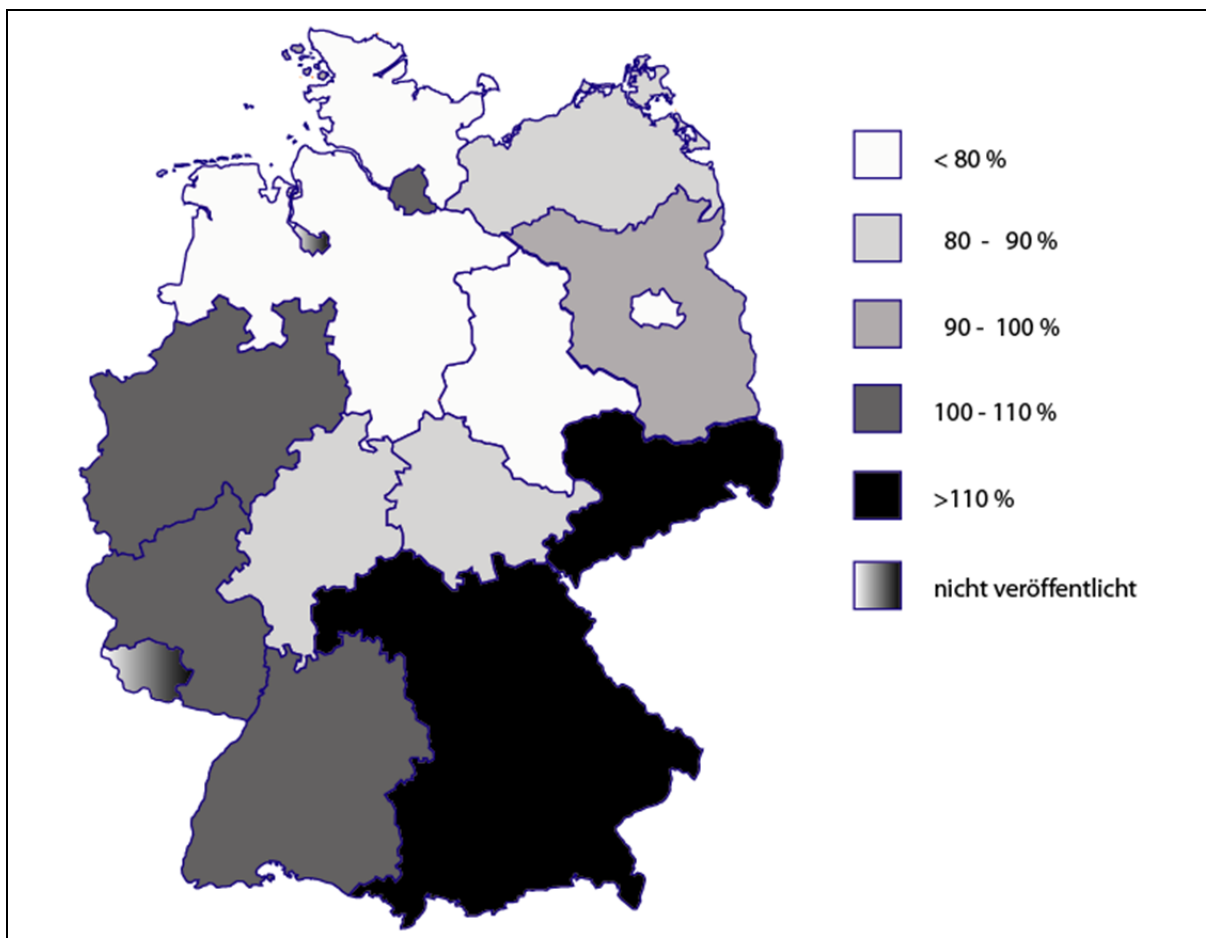 < 80 %
80 - 90 %
90 - 100 %
100 - 110 %
>110 %
nicht veröffentlicht